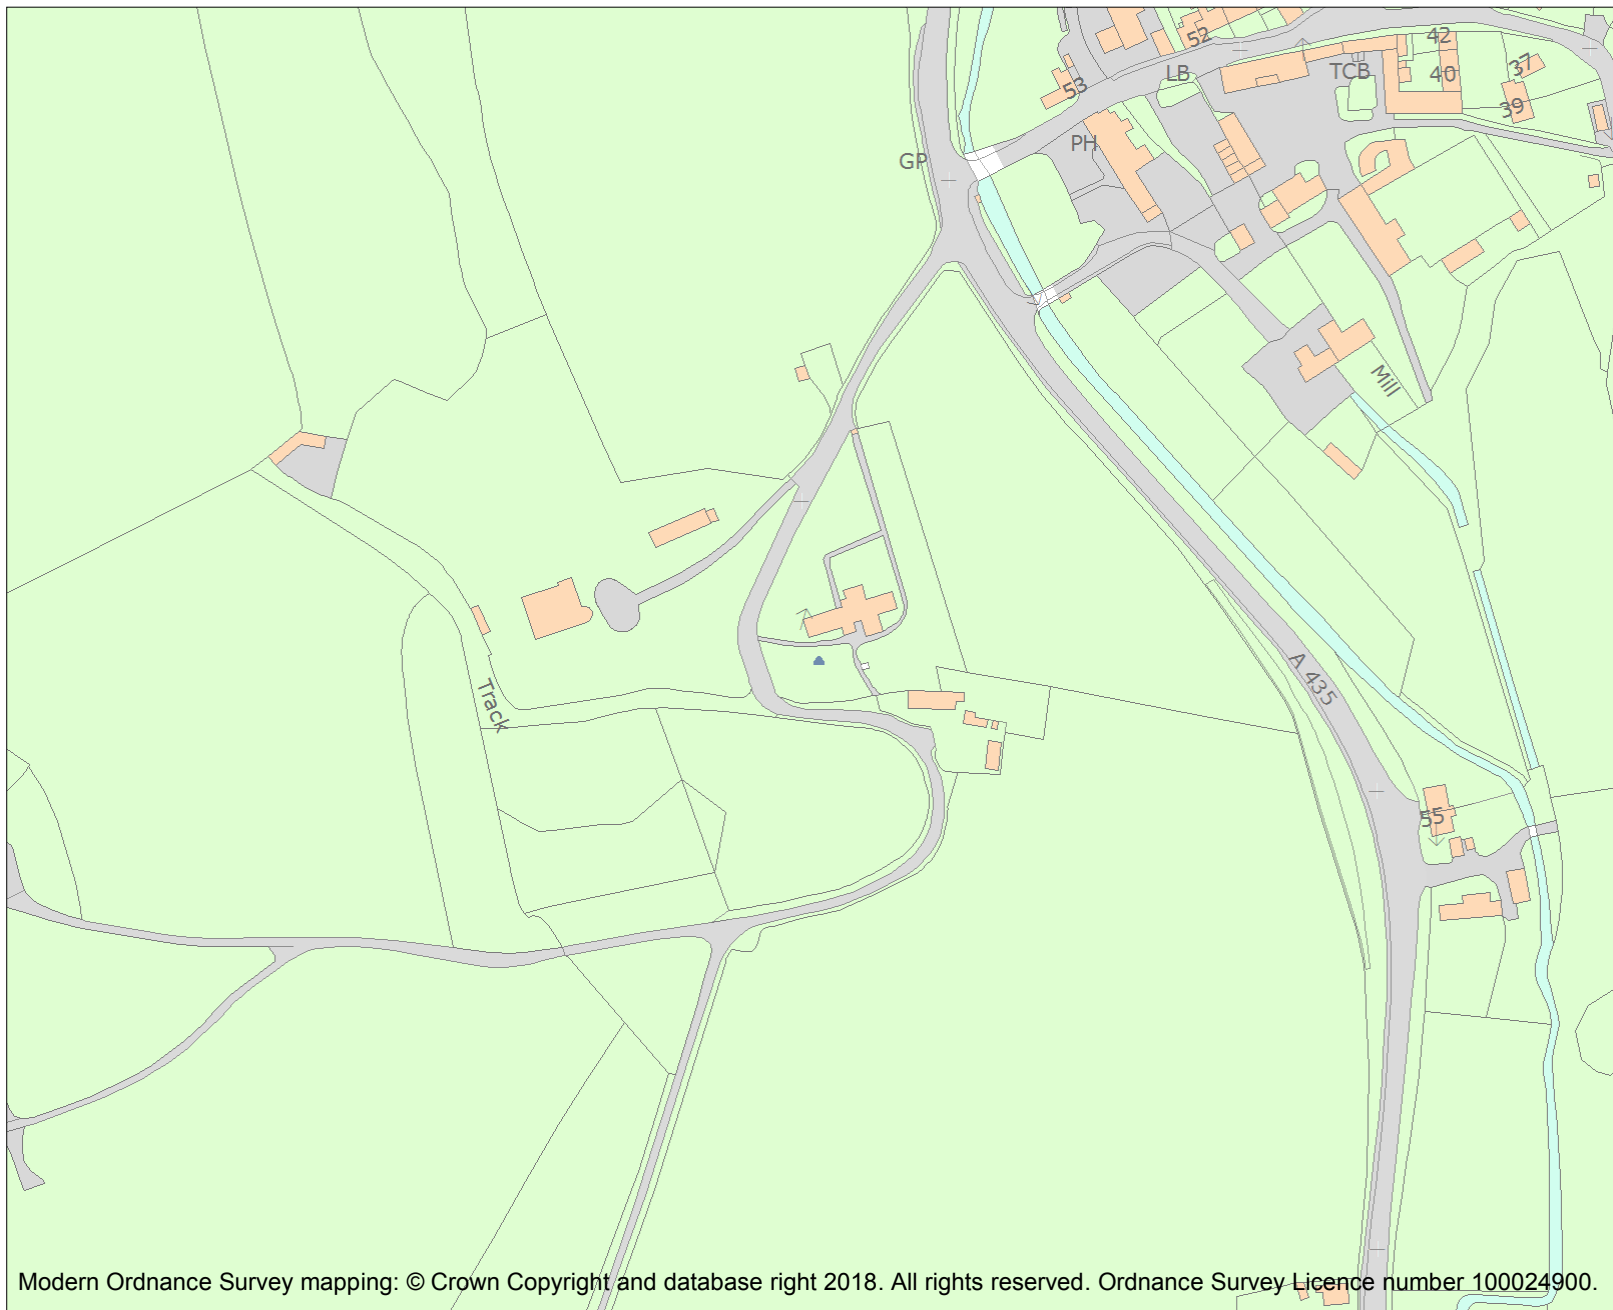 52
42
37
LB
TCB
40
53
39
PH
GP
Mill
A 435
Track
55
Modern Ordnance Survey mapping: © Crown Copyright and database right 2018. All rights reserved. Ordnance Survey Licence number 100024900.